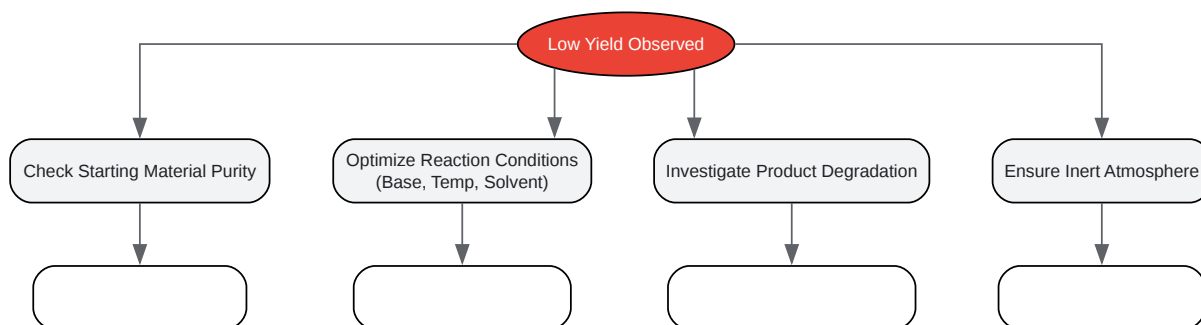 Low Yield Observed
Check Starting Material Purity
Optimize Reaction Conditions
(Base, Temp, Solvent)
Investigate Product Degradation
Ensure Inert Atmosphere